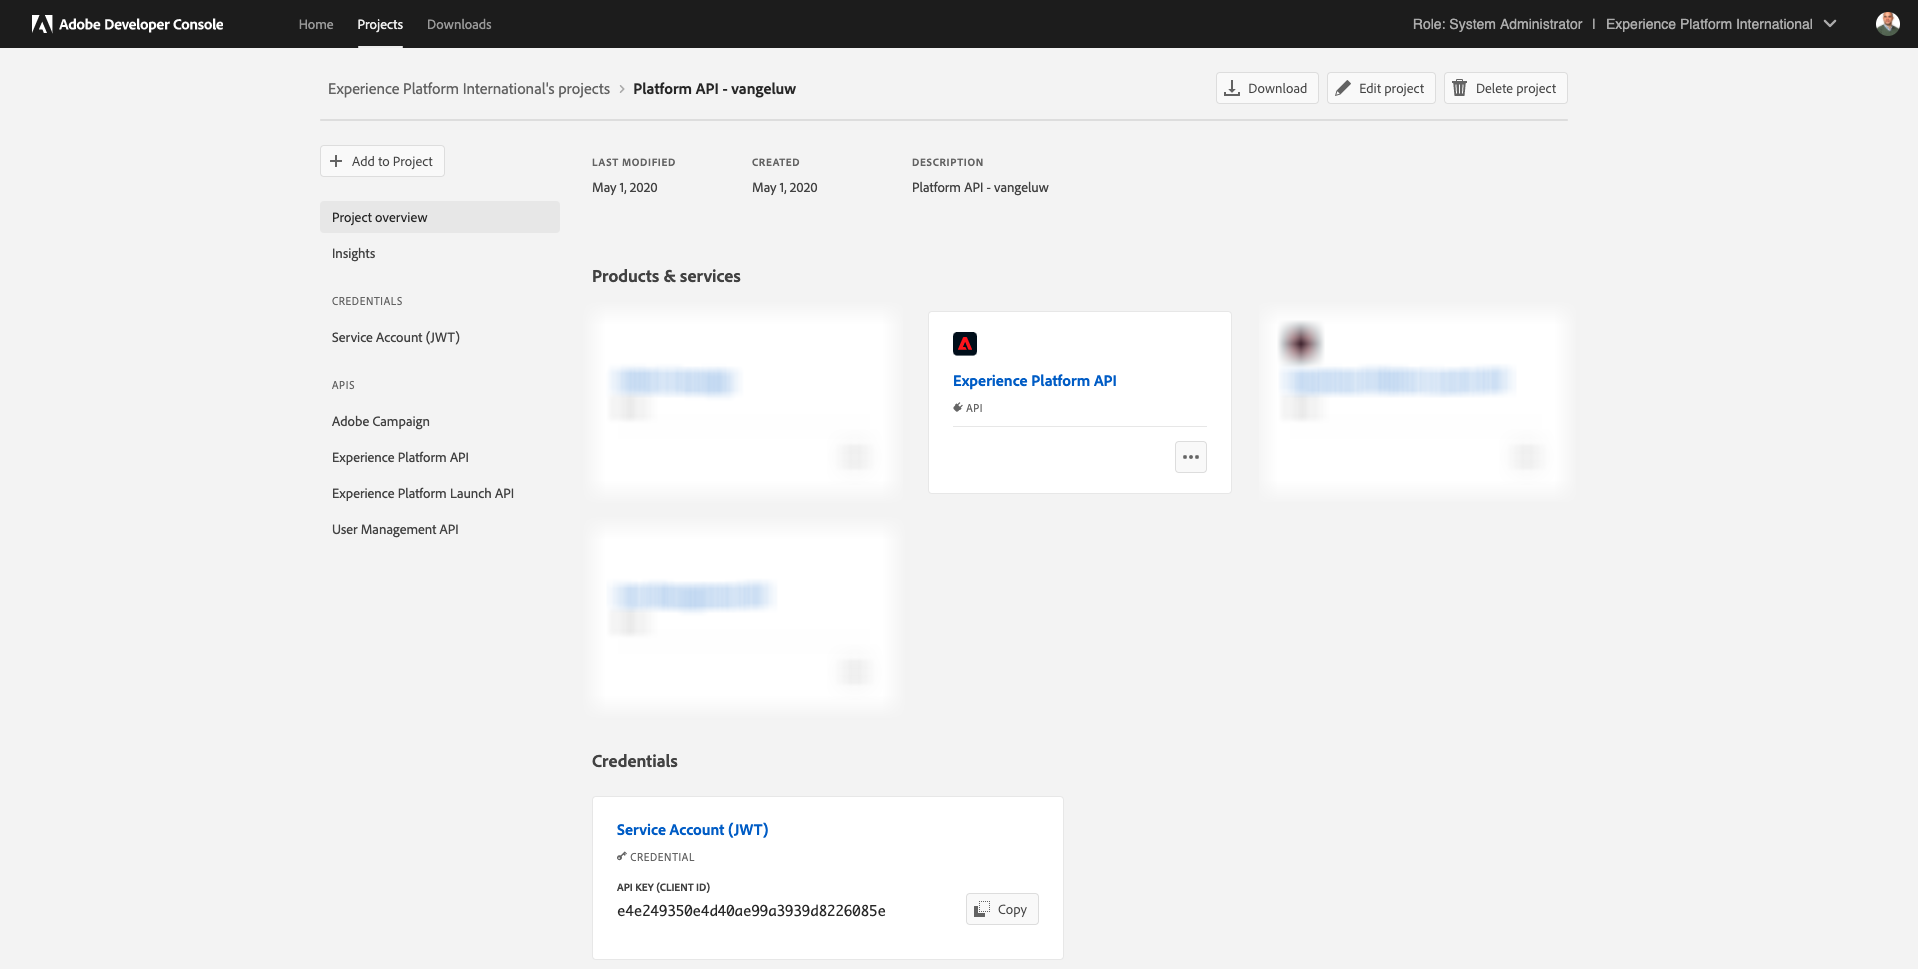 Adobe Developer Console
Home
Projects
Downloads
Role: System Administrator | Experience Platform International
Experience Platform International's projects > Platform API - vangeluw
Download
Edit project
Delete project
Add to Project
LAST MODIFIED
May 1, 2020
CREATED
May 1, 2020
DESCRIPTION
Platform API - vangeluw
Project overview
Insights
CREDENTIALS
Service Account (JWT)
APIS
Adobe Campaign
Experience Platform API
Experience Platform Launch API
User Management API
Products & services
Experience Platform API
API
Credentials
Service Account (JWT)
CREDENTIAL
API KEY (CLIENT ID)
e4e249350e4d40ae99a3939d8226085e
Copy